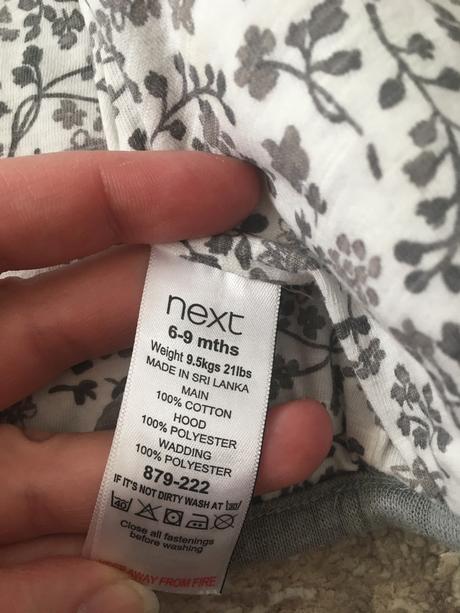 next
6-9 mths
Weight 9.5kgs 21lbs
MADE IN SRI LANKA
MAIN
100% COTTON
HOOD
100% POLYESTER
WADDING
100% POLYESTER
879-222
IF IT'S NOT DIRTY WASH AT 30
40
Close all fastenings
before washing
AWAY FROM FIRE